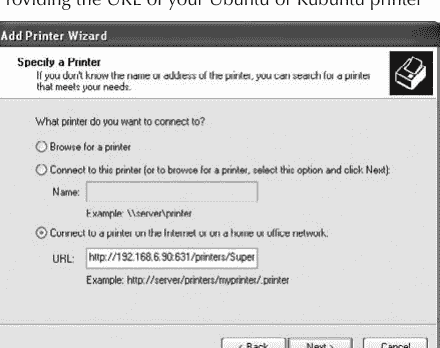 roviding the URL of your Ubuntu or Kubuntu printer
Add Printer Wizard
Specify a Printer
If you don't know the name or address of the printer, you can search for a printer
that meets your needs.
What printer do you want to connect to?
Browse for a printer
Connect to this printer (or to browse for a printer, select this option and click Next):
Name:
Example: \\server\printer
Connect to a printer on the Internet or on a home or office network:
URL: http://192.168.6.90:631/printers/Super
Example: http://server/printers/myprinter/.printer
< Back Next > Cancel